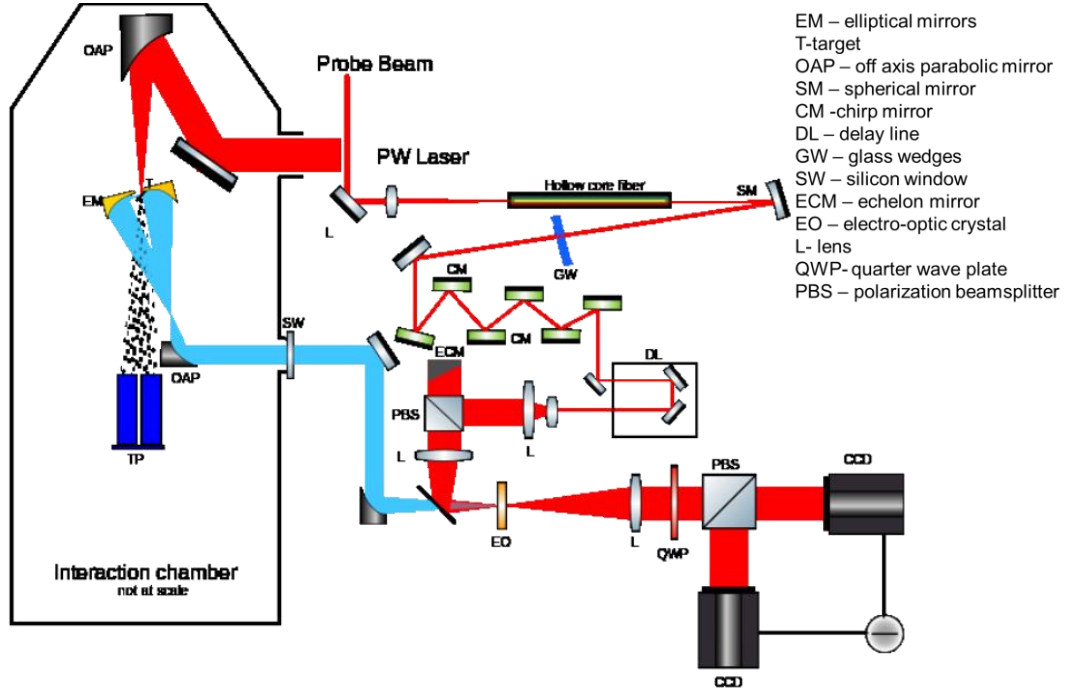 EM – elliptical mirrors
T-target
OAP – off axis parabolic mirror
SM – spherical mirror
CM -chirp mirror
DL – delay line
GW – glass wedges
SW – silicon window
ECM – echelon mirror
EO – electro-optic crystal
L- lens
QWP- quarter wave plate
PBS – polarization beamsplitter
OAP
Probe Beam
PW Laser
EM
T
L
Hollow core fiber
SM
GW
CM
CM
SW
ECM
DL
OAP
PBS
L
L
TP
PBS
CCD
EO
L
QWP
Interaction chamber
not at scale
CCD